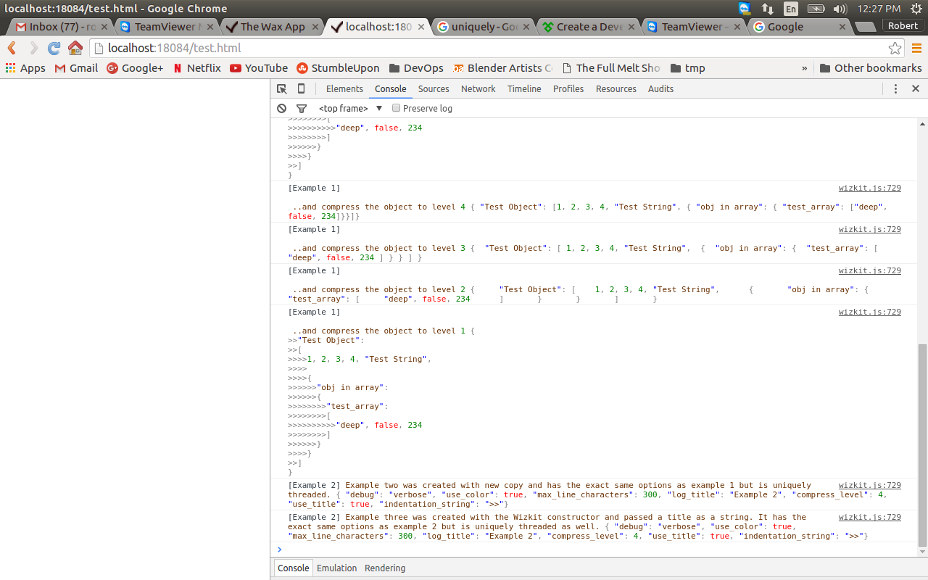 localhost:18084/test.html - Google Chrome
En
12:27 PM
Inbox (77) - ro
TeamViewer M
The Wax App
localhost:180
uniquely - Goo
Create a Deve
TeamViewer -
Google
Robert
localhost:18084/test.html
Apps
Gmail
Google+
Netflix
YouTube
StumbleUpon
DevOps
Blender Artists C
The Full Melt Sho
tmp
»
Other bookmarks
Elements
Console
Sources
Network
Timeline
Profiles
Resources
Audits
<top frame>
Preserve log
>>>>>>>>[
>>>>>>>>>>"deep", false, 234
>>>>>>>>]
>>>>>>}
>>>>}
>>]
}
[Example 1] wizkit.js:729
..and compress the object to level 4 { "Test Object": [1, 2, 3, 4, "Test String", { "obj in array": { "test_array": ["deep",
false, 234]}}]}
[Example 1] wizkit.js:729
..and compress the object to level 3 { "Test Object": [ 1, 2, 3, 4, "Test String", { "obj in array": { "test_array": [
"deep", false, 234 ] } } ] }
[Example 1] wizkit.js:729
..and compress the object to level 2 { "Test Object": [ 1, 2, 3, 4, "Test String", { "obj in array": {
"test_array": [ "deep", false, 234 ] } } ] }
[Example 1] wizkit.js:729
..and compress the object to level 1 {
>>"Test Object":
>>[
>>>>1, 2, 3, 4, "Test String",
>>>>
>>>>{
>>>>>>"obj in array":
>>>>>>{
>>>>>>>>"test_array":
>>>>>>>>[
>>>>>>>>>>"deep", false, 234
>>>>>>>>]
>>>>>>}
>>>>}
>>]
}
[Example 2] Example two was created with new copy and has the exact same options as example 1 but is uniquely wizkit.js:729
threaded. { "debug": "verbose", "use_color": true, "max_line_characters": 300, "log_title": "Example 2", "compress_level": 4,
"use_title": true, "indentation_string": ">>"}
[Example 2] Example three was created with the Wizkit constructor and passed a title as a string. It has the wizkit.js:729
exact same options as example 2 but is uniquely threaded as well. { "debug": "verbose", "use_color": true,
"max_line_characters": 300, "log_title": "Example 2", "compress_level": 4, "use_title": true, "indentation_string": ">>"}
>
Console
Emulation
Rendering